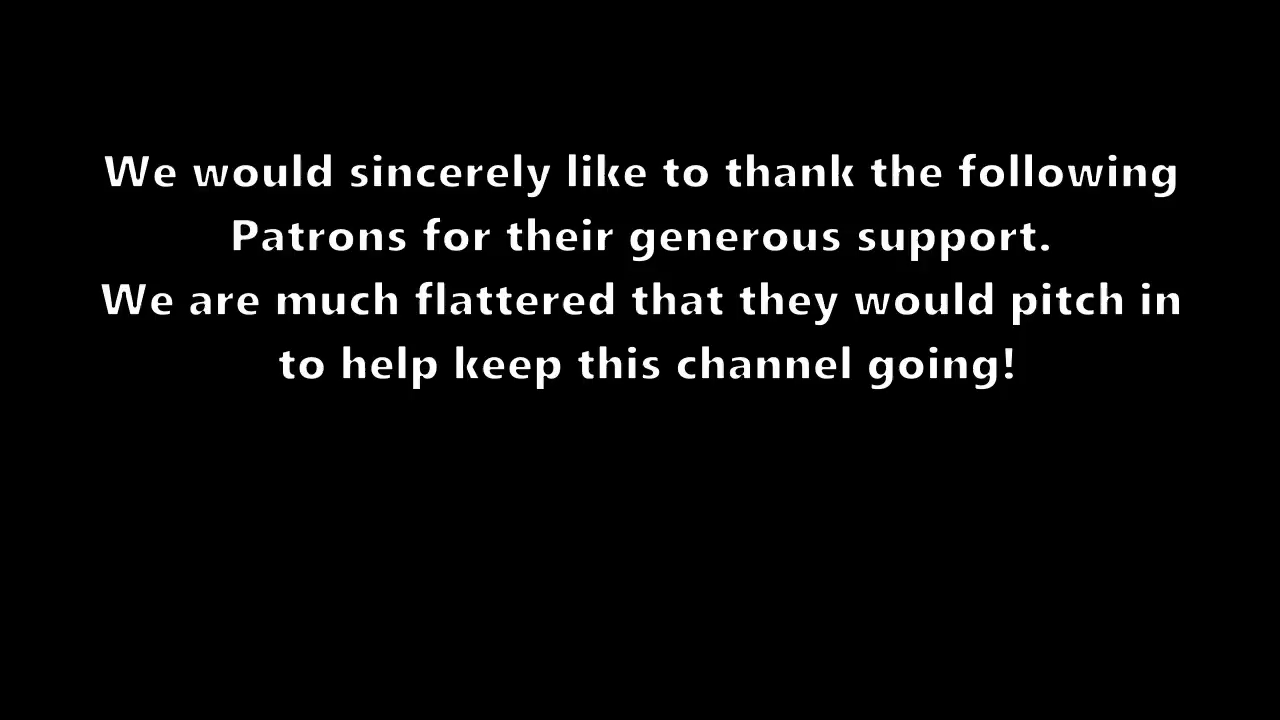 We would sincerely like to thank the following
Patrons for their generous support.
We are much flattered that they would pitch in
to help keep this channel going!